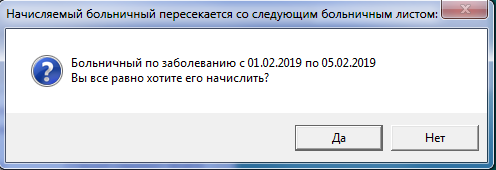 Начисляемый больничный пересекается со следующим больничным листом:
Больничный по заболеванию с 01.02.2019 по 05.02.2019
Вы все равно хотите его начислить?
Да
Нет